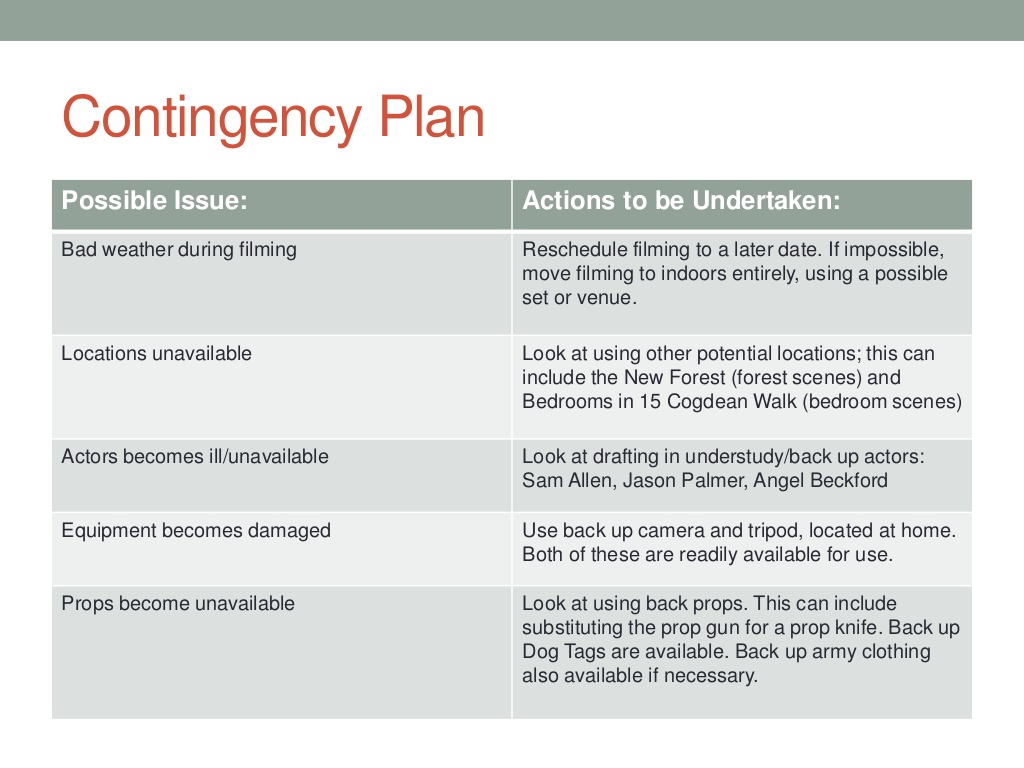 Contingency Plan
Possible Issue:
Actions to be Undertaken:
Bad weather during filming
Reschedule filming to a later date. If impossible,
move filming to indoors entirely, using a possible
set or venue.
Locations unavailable
Look at using other potential locations; this can
include the New Forest (forest scenes) and
Bedrooms in 15 Cogdean Walk (bedroom scenes)
Actors becomes ill/unavailable
Look at drafting in understudy/back up actors:
Sam Allen, Jason Palmer, Angel Beckford
Equipment becomes damaged
Use back up camera and tripod, located at home.
Both of these are readily available for use.
Props become unavailable
Look at using back props. This can include
substituting the prop gun for a prop knife. Back up
Dog Tags are available. Back up army clothing
also available if necessary.